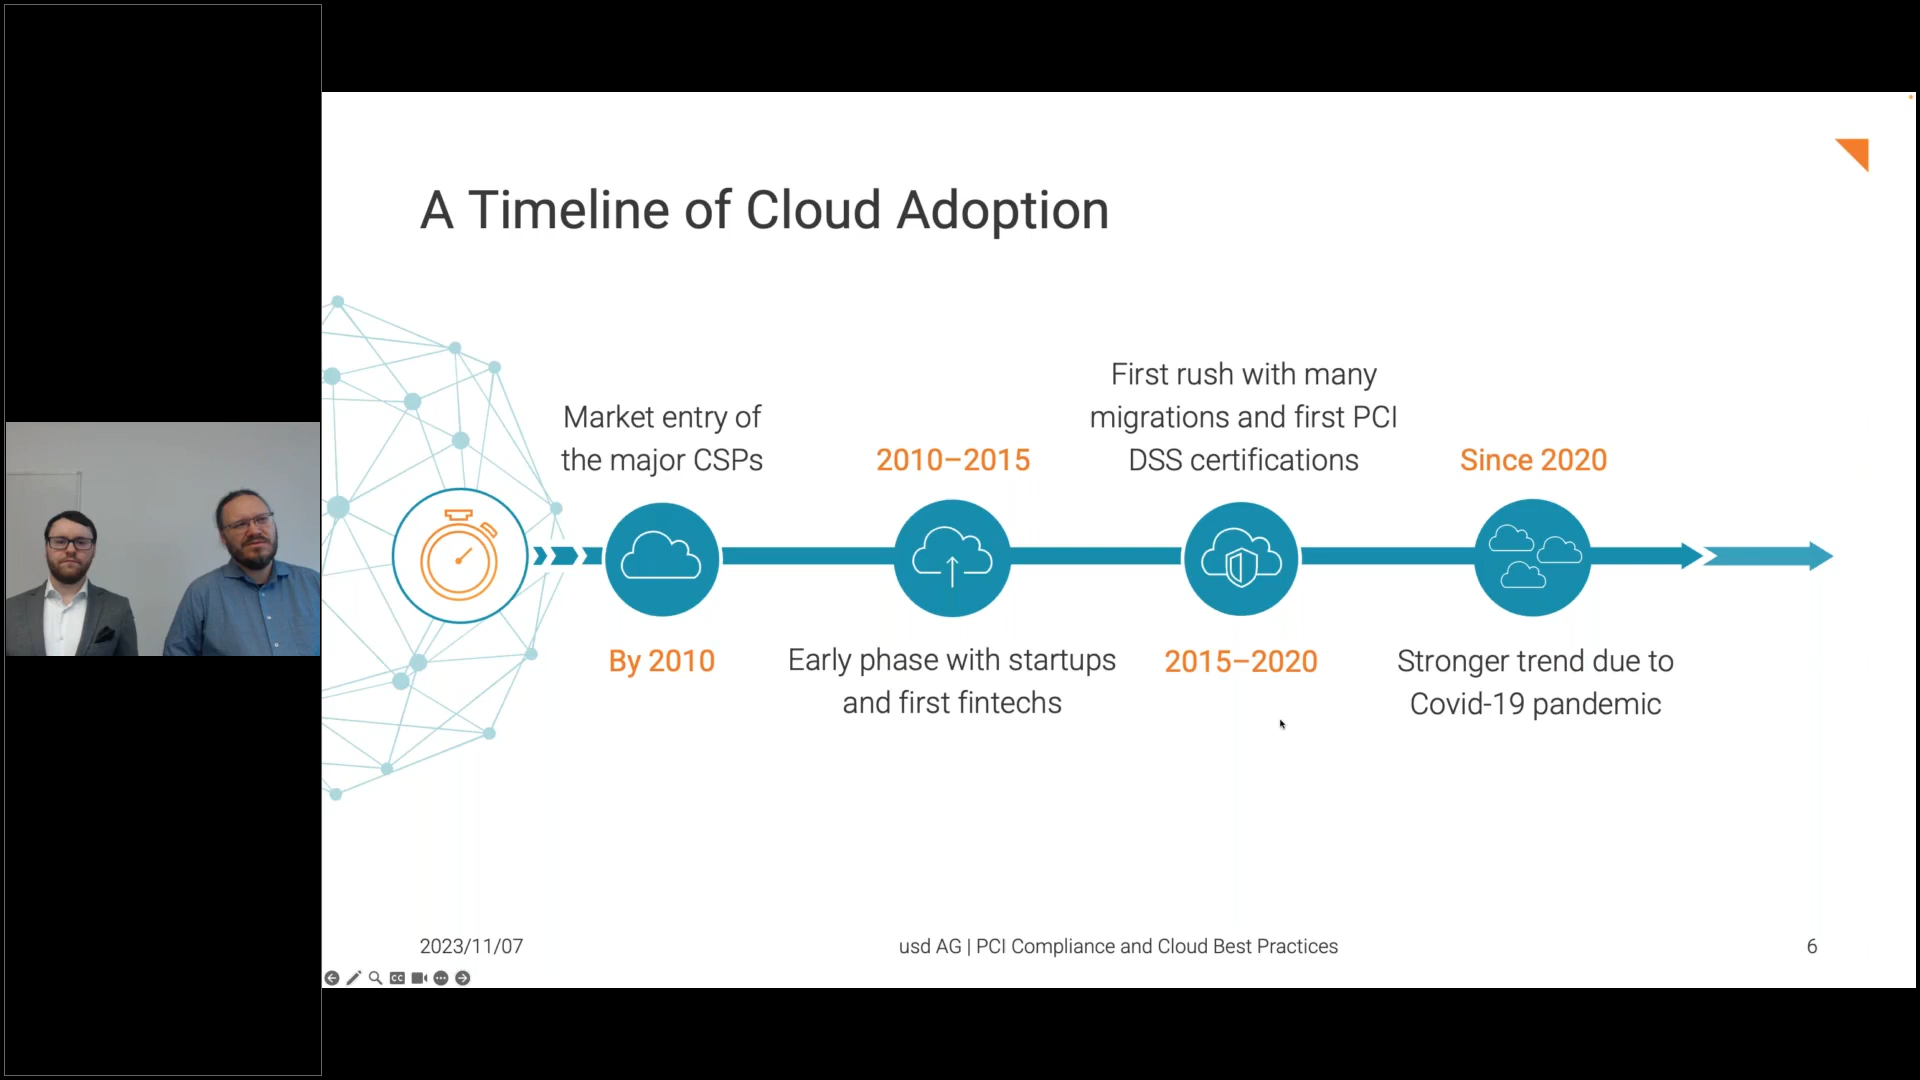 A Timeline of Cloud Adoption
Market entry of
the major CSPs
By 2010
2010–2015
Early phase with startups
and first fintechs
First rush with many
migrations and first PCI
DSS certifications
2015–2020
Since 2020
Stronger trend due to
Covid-19 pandemic
2023/11/07
usd AG | PCI Compliance and Cloud Best Practices
6
CC